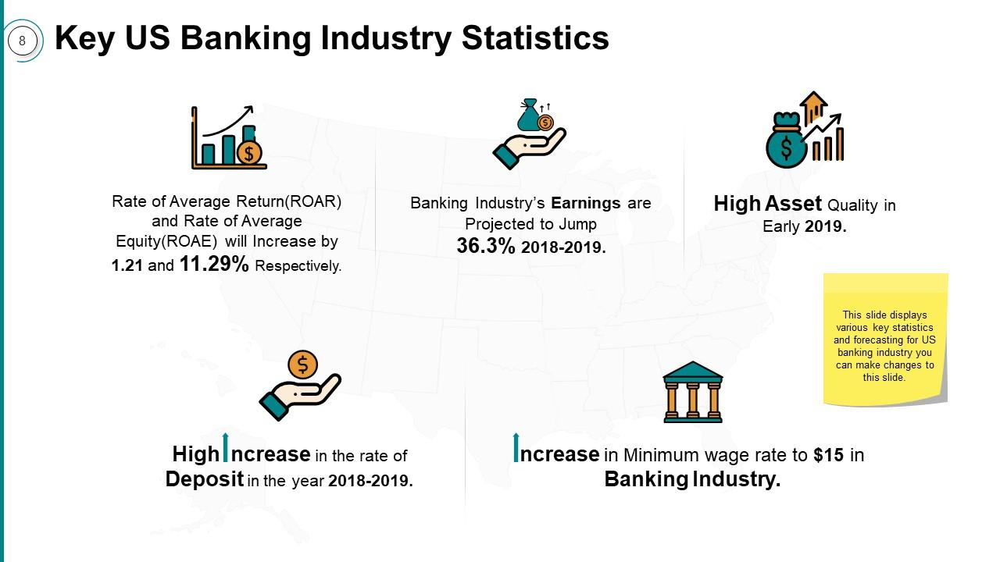 8
Key US Banking Industry Statistics
Rate of Average Return(ROAR)
and Rate of Average
Equity(ROAE) will Increase by
1.21 and 11.29% Respectively.
Banking Industry’s Earnings are
Projected to Jump
36.3% 2018-2019.
High Asset Quality in
Early 2019.
This slide displays
various key statistics
and forecasting for US
banking industry you
can make changes to
this slide.
High Increase in the rate of
Deposit in the year 2018-2019.
Increase in Minimum wage rate to $15 in
Banking Industry.